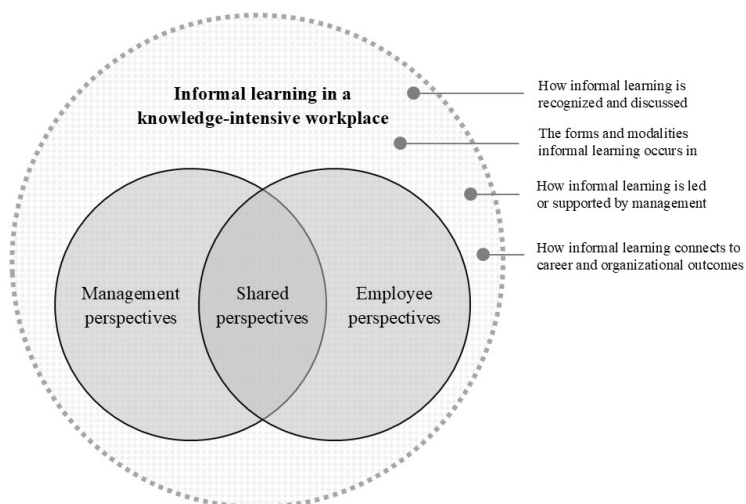 Informal learning in a
knowledge-intensive workplace
How informal learning is
recognized and discussed
The forms and modalities
informal learning occurs in
How informal learning is led
or supported by management
How informal learning connects to
career and organizational outcomes
Management
perspectives
Shared
perspectives
Employee
perspectives